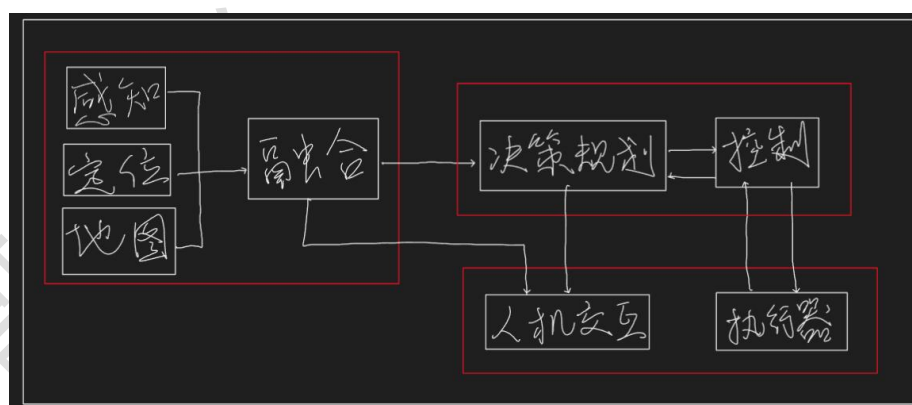 感知
定位
地图
融合
决策规划
控制
人机交互
执行器